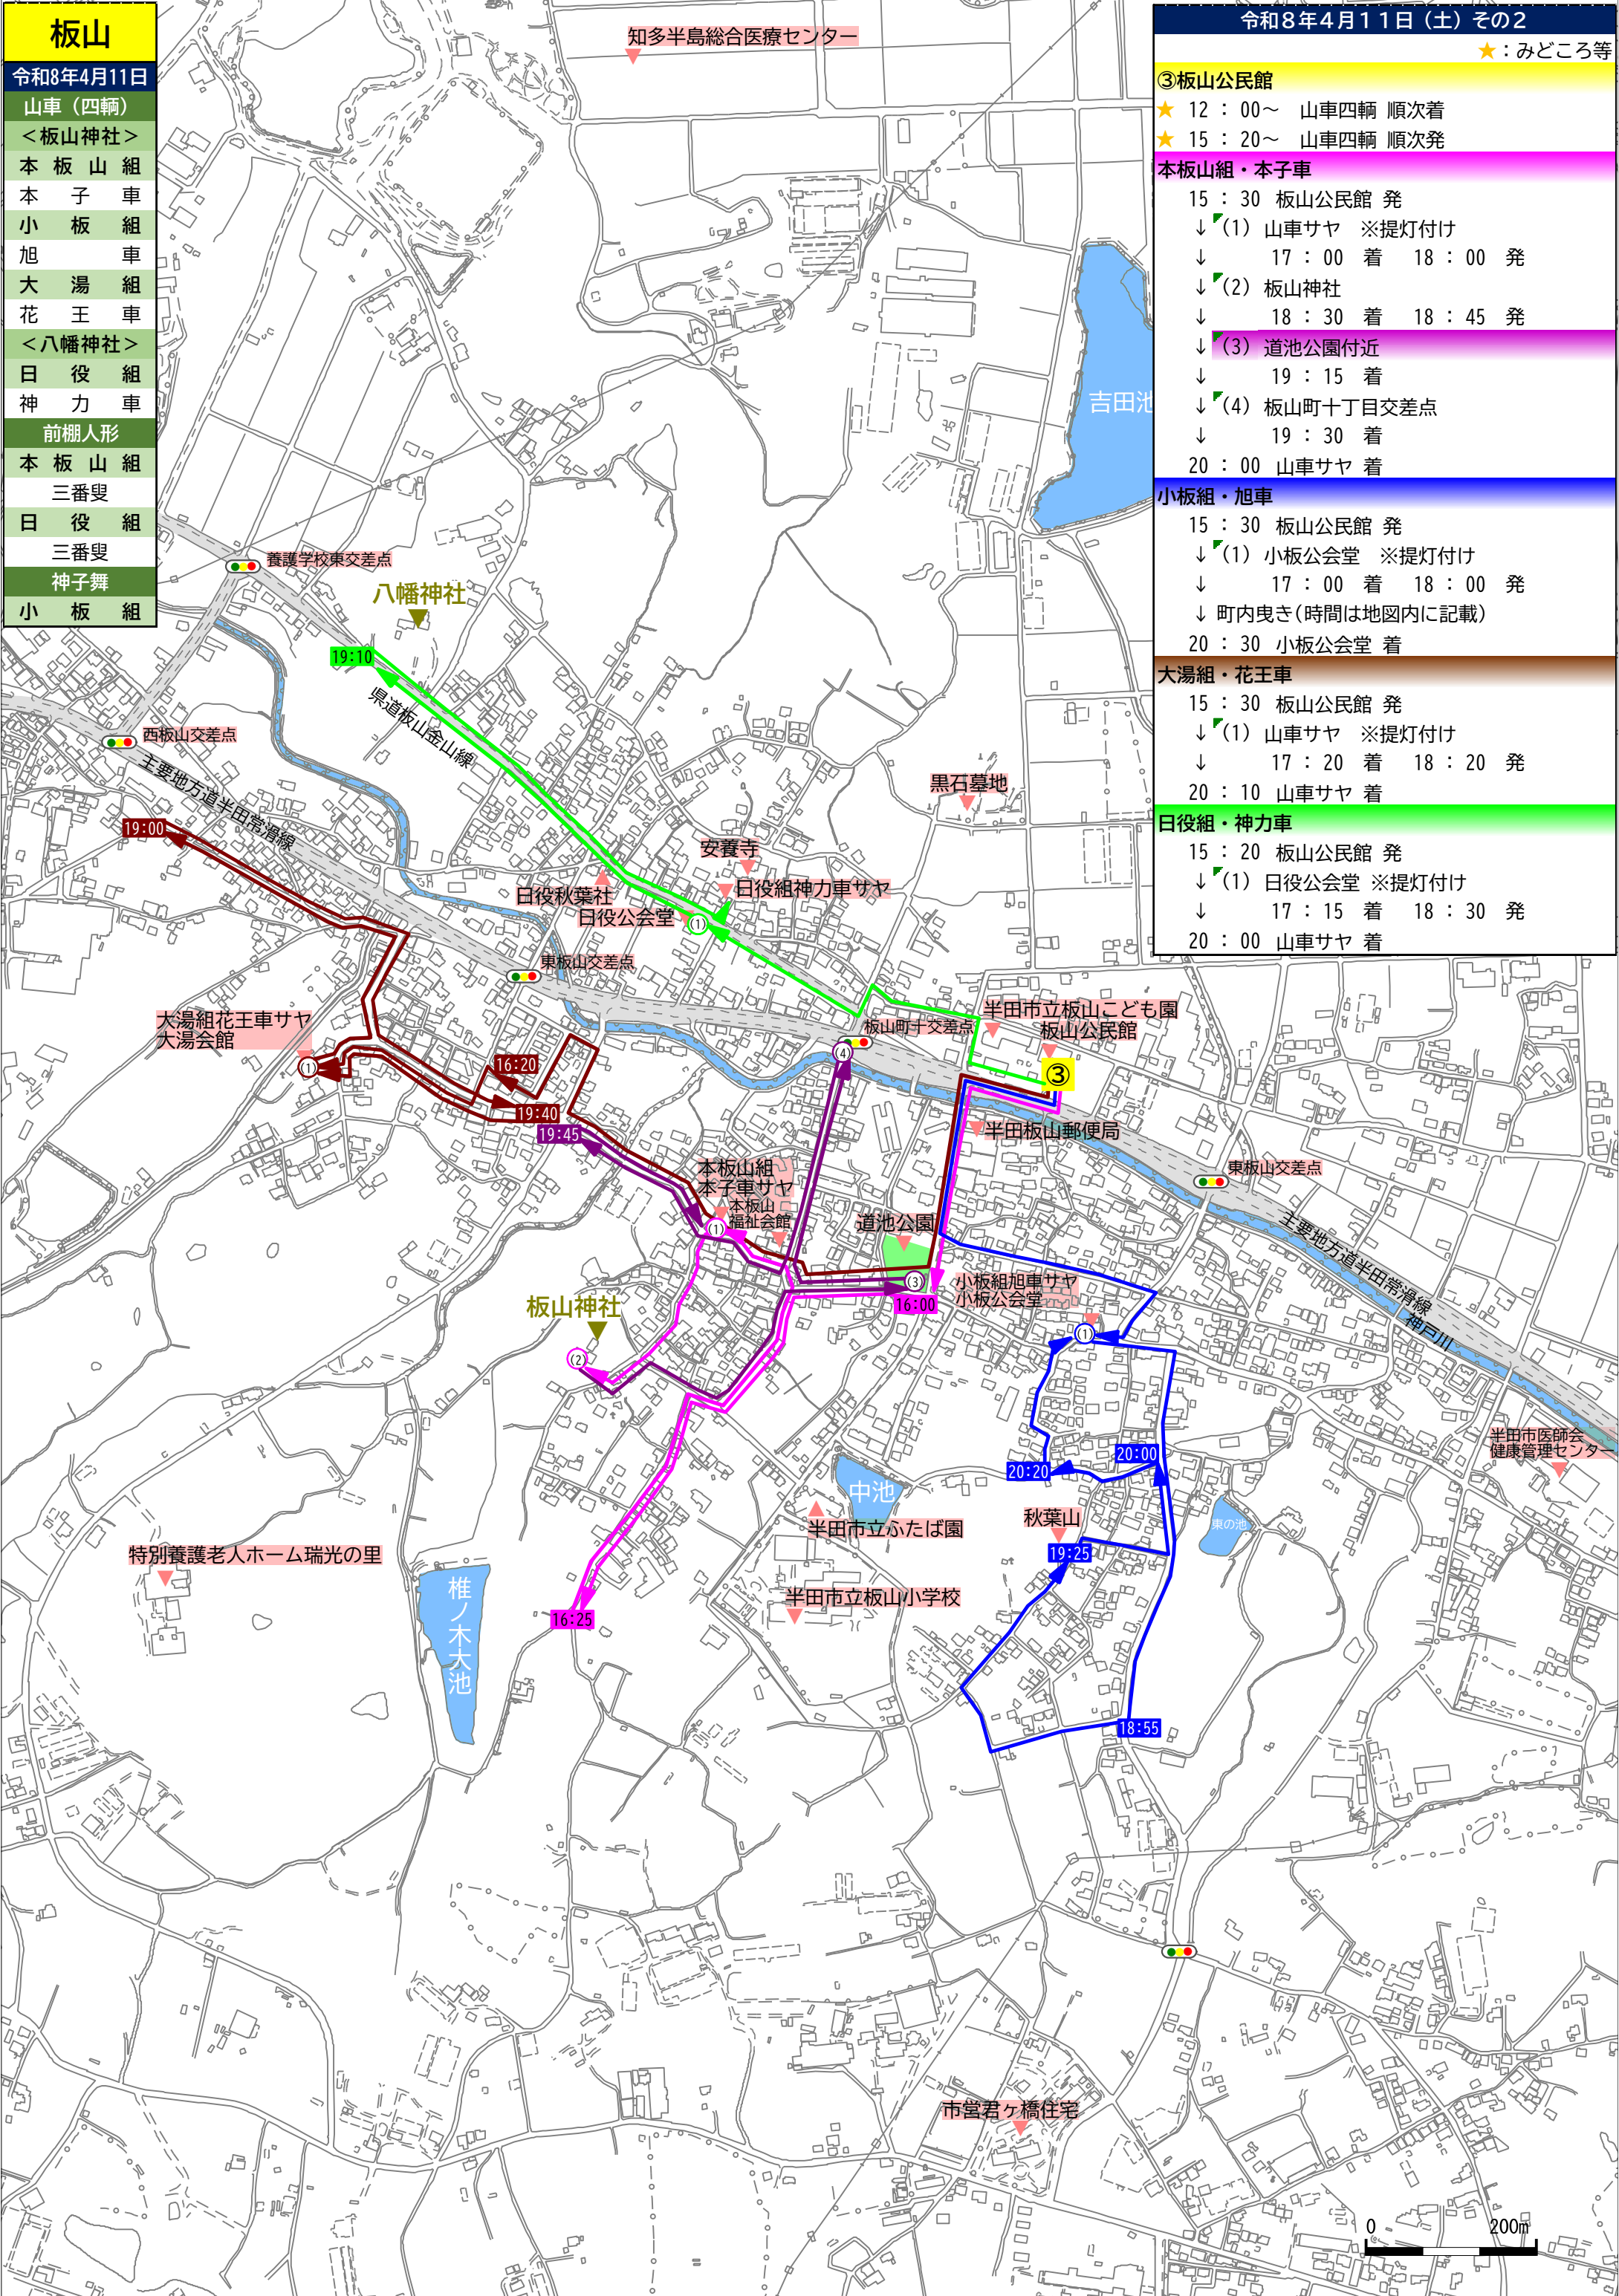 板山
令和8年4月11日
山車（四輌）
＜板山神社＞
本板山組
本子車
小板組
旭車
大湯組
花王車
＜八幡神社＞
日役組
神力車
前棚人形
本板山組
三番叟
日役組
三番叟
神子舞
小板組
令和８年４月１１日（土）その２
★：みどころ等
③板山公民館
★ 12 ： 00～ 山車四輌 順次着
★ 15 ： 20～ 山車四輌 順次発
本板山組・本子車
15 ： 30 板山公民館 発
↓ (1) 山車サヤ ※提灯付け
↓ 17 ： 00 着 18 ： 00 発
↓ (2) 板山神社
↓ 18 ： 30 着 18 ： 45 発
↓ (3) 道池公園付近
↓ 19 ： 15 着
↓ (4) 板山町十丁目交差点
↓ 19 ： 30 着
20 ： 00 山車サヤ 着
小板組・旭車
15 ： 30 板山公民館 発
↓ (1) 小板公会堂 ※提灯付け
↓ 17 ： 00 着 18 ： 00 発
↓ 町内曳き(時間は地図内に記載)
20 ： 30 小板公会堂 着
大湯組・花王車
15 ： 30 板山公民館 発
↓ (1) 山車サヤ ※提灯付け
↓ 17 ： 20 着 18 ： 20 発
20 ： 10 山車サヤ 着
日役組・神力車
15 ： 20 板山公民館 発
↓ (1) 日役公会堂 ※提灯付け
↓ 17 ： 15 着 18 ： 30 発
20 ： 00 山車サヤ 着
知多半島総合医療センター
吉田池
養護学校東交差点
八幡神社
19:10
県道板山金山線
西板山交差点
主要地方道半田常滑線
19:00
黒石墓地
安養寺
日役秋葉社
日役組神力車サヤ
日役公会堂
(1)
東板山交差点
大湯組花王車サヤ
大湯会館
(1)
半田市立板山こども園
板山町十交差点
板山公民館
(4)
③
16:20
19:40
19:45
半田板山郵便局
東板山交差点
本板山組
本子車サヤ
本板山
福祉会館
(1)
道池公園
主要地方道半田常滑線
神戸川
(3)
16:00
小板組旭車サヤ
小板公会堂
(1)
板山神社
(2)
20:00
20:20
半田市医師会
健康管理センター
中池
半田市立ふたば園
秋葉山
東の池
19:25
特別養護老人ホーム瑞光の里
椎ノ木大池
半田市立板山小学校
16:25
18:55
市営君ヶ橋住宅
0 200m